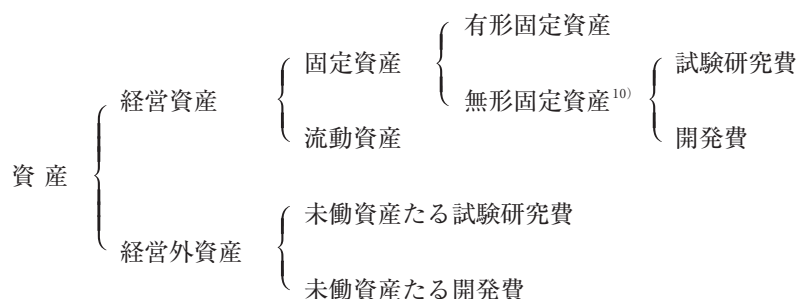 有形固定資産
固定資産
試験研究費
経営資産
無形固定資産10)
流動資産
開発費
資産
未働資産たる試験研究費
経営外資産
未働資産たる開発費